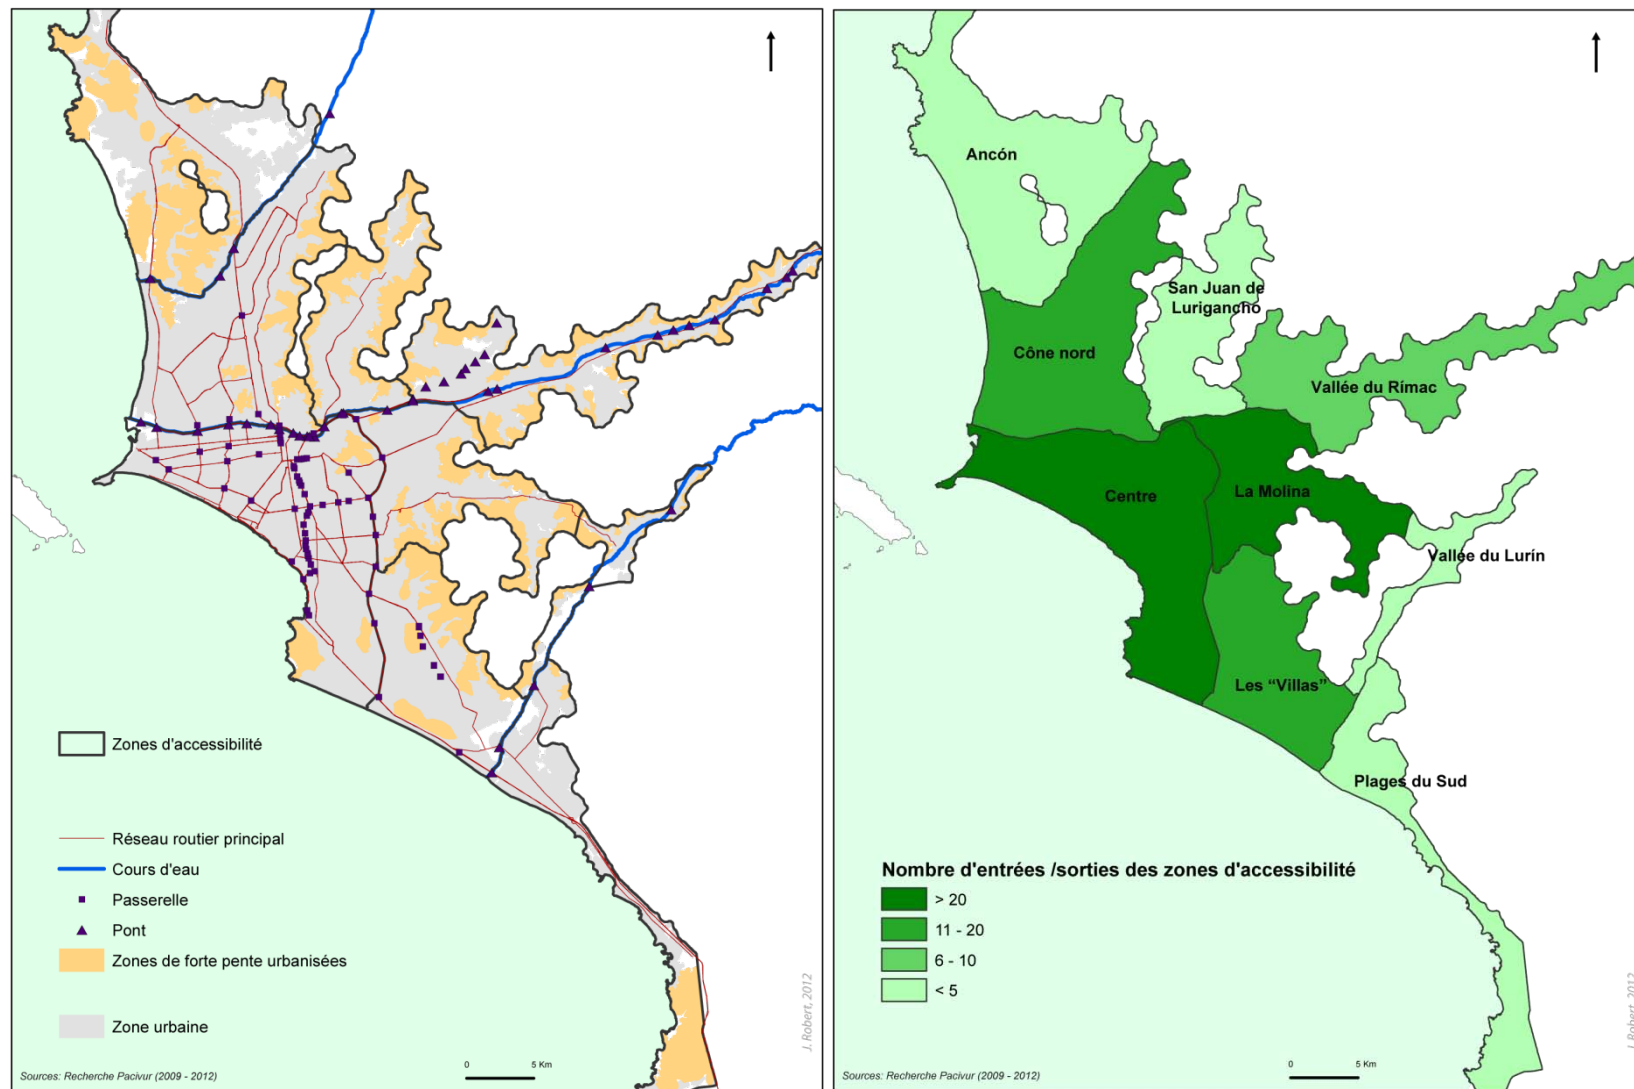 Zones d'accessibilité
Réseau routier principal
Cours d'eau
Passerelle
Pont
Zones de forte pente urbanisées
Zone urbaine
0 5 Km
Sources: Recherche Pacivur (2009 - 2012)
J. Robert, 2012
Ancón
San Juan de
Lurigancho
Cône nord
Vallée du Rímac
Centre
La Molina
Vallée du Lurín
Les "Villas"
Plages du Sud
Nombre d'entrées /sorties des zones d'accessibilité
> 20
11 - 20
6 - 10
< 5
0 5 Km
Sources: Recherche Pacivur (2009 - 2012)
J. Robert, 2012